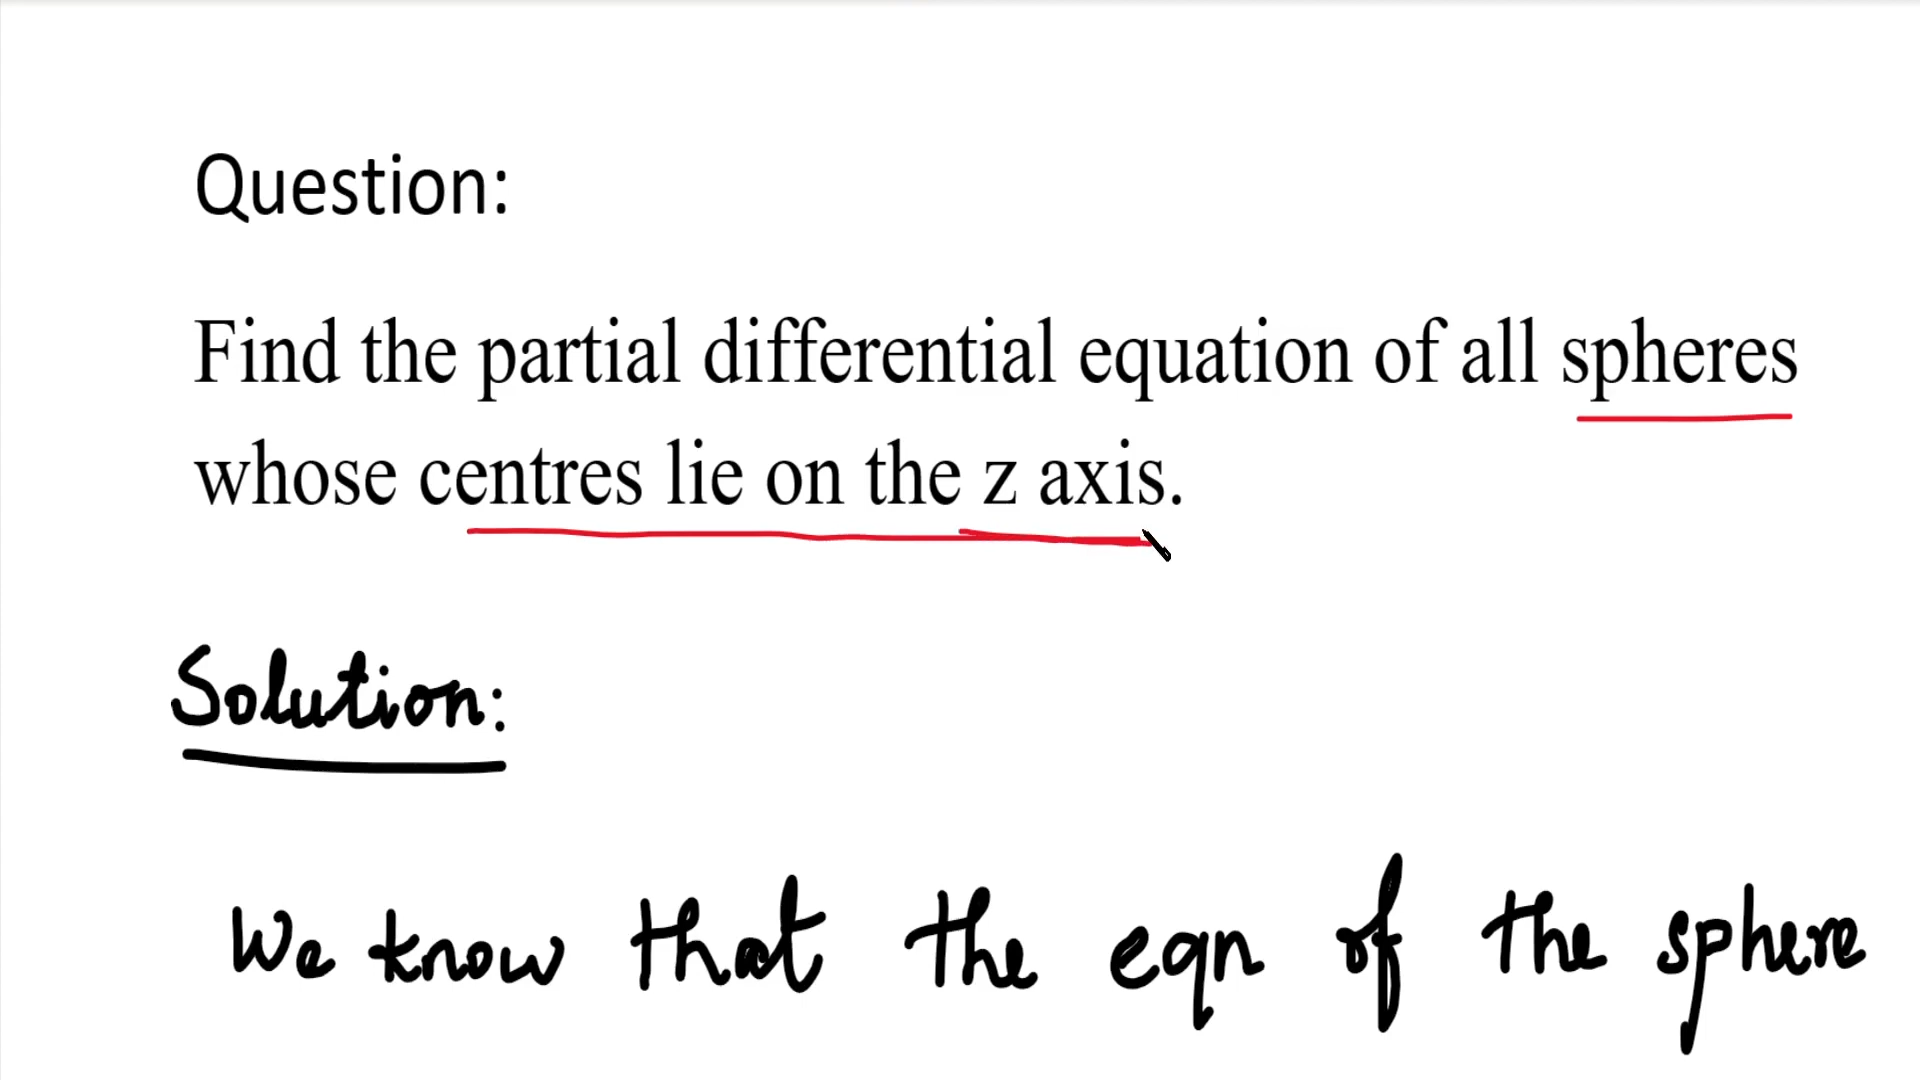 Question:
Find the partial differential equation of all spheres
whose centres lie on the z axis.
Solution:
We know that the eqn of the sphere